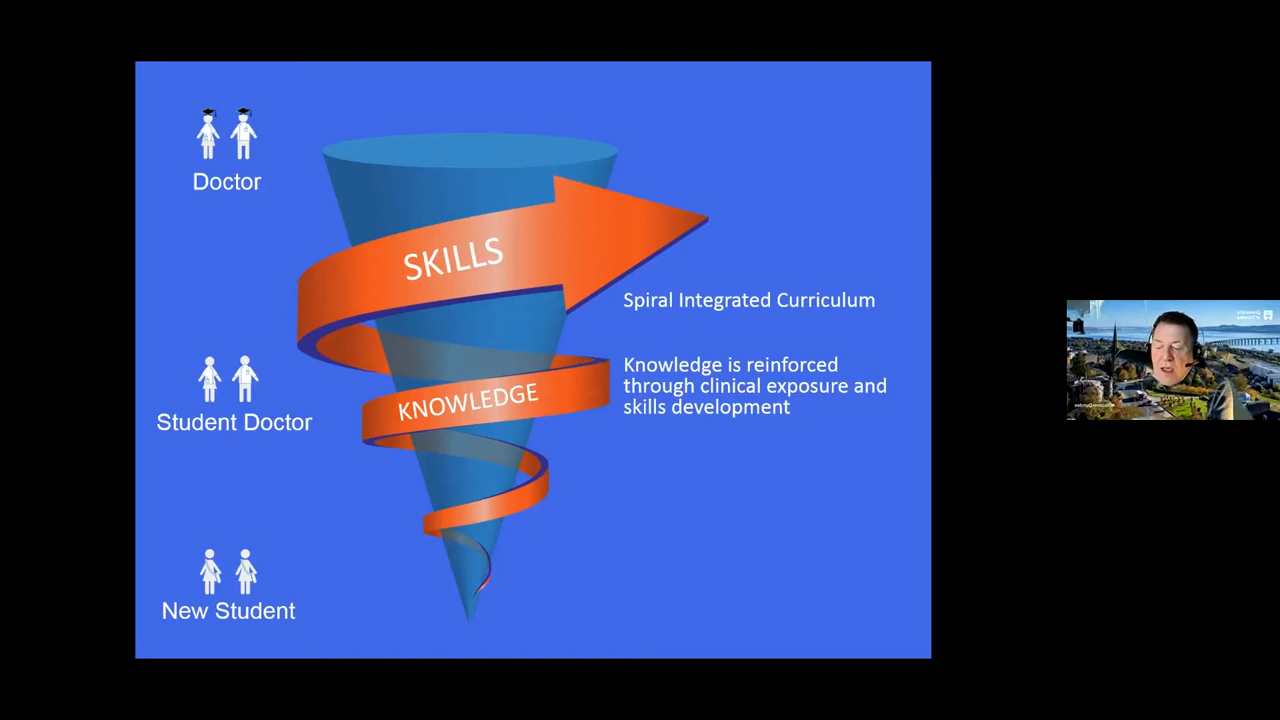 Doctor
SKILLS
Spiral Integrated Curriculum
Knowledge is reinforced
through clinical exposure and
skills development
KNOWLEDGE
Student Doctor
New Student